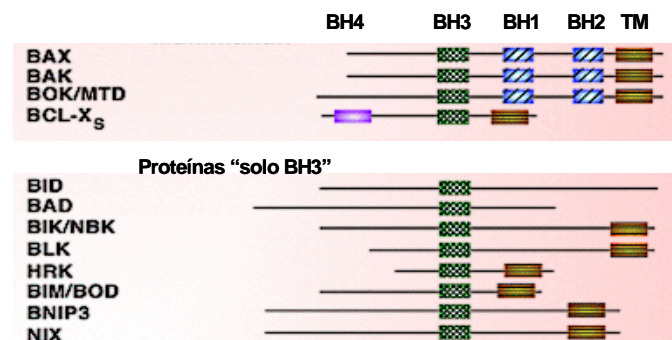 BH4 BH3 BH1 BH2 TM
BAX
BAK
BOK/MTD
BCL-XS
Proteínas “solo BH3”
BID
BAD
BIK/NBK
BLK
HRK
BIM/BOD
BNIP3
NIX